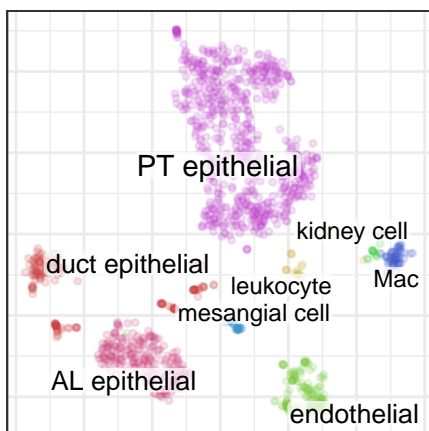 PT epithelial
kidney cell
duct epithelial
Mac
leukocyte
mesangial cell
AL epithelial
endothelial